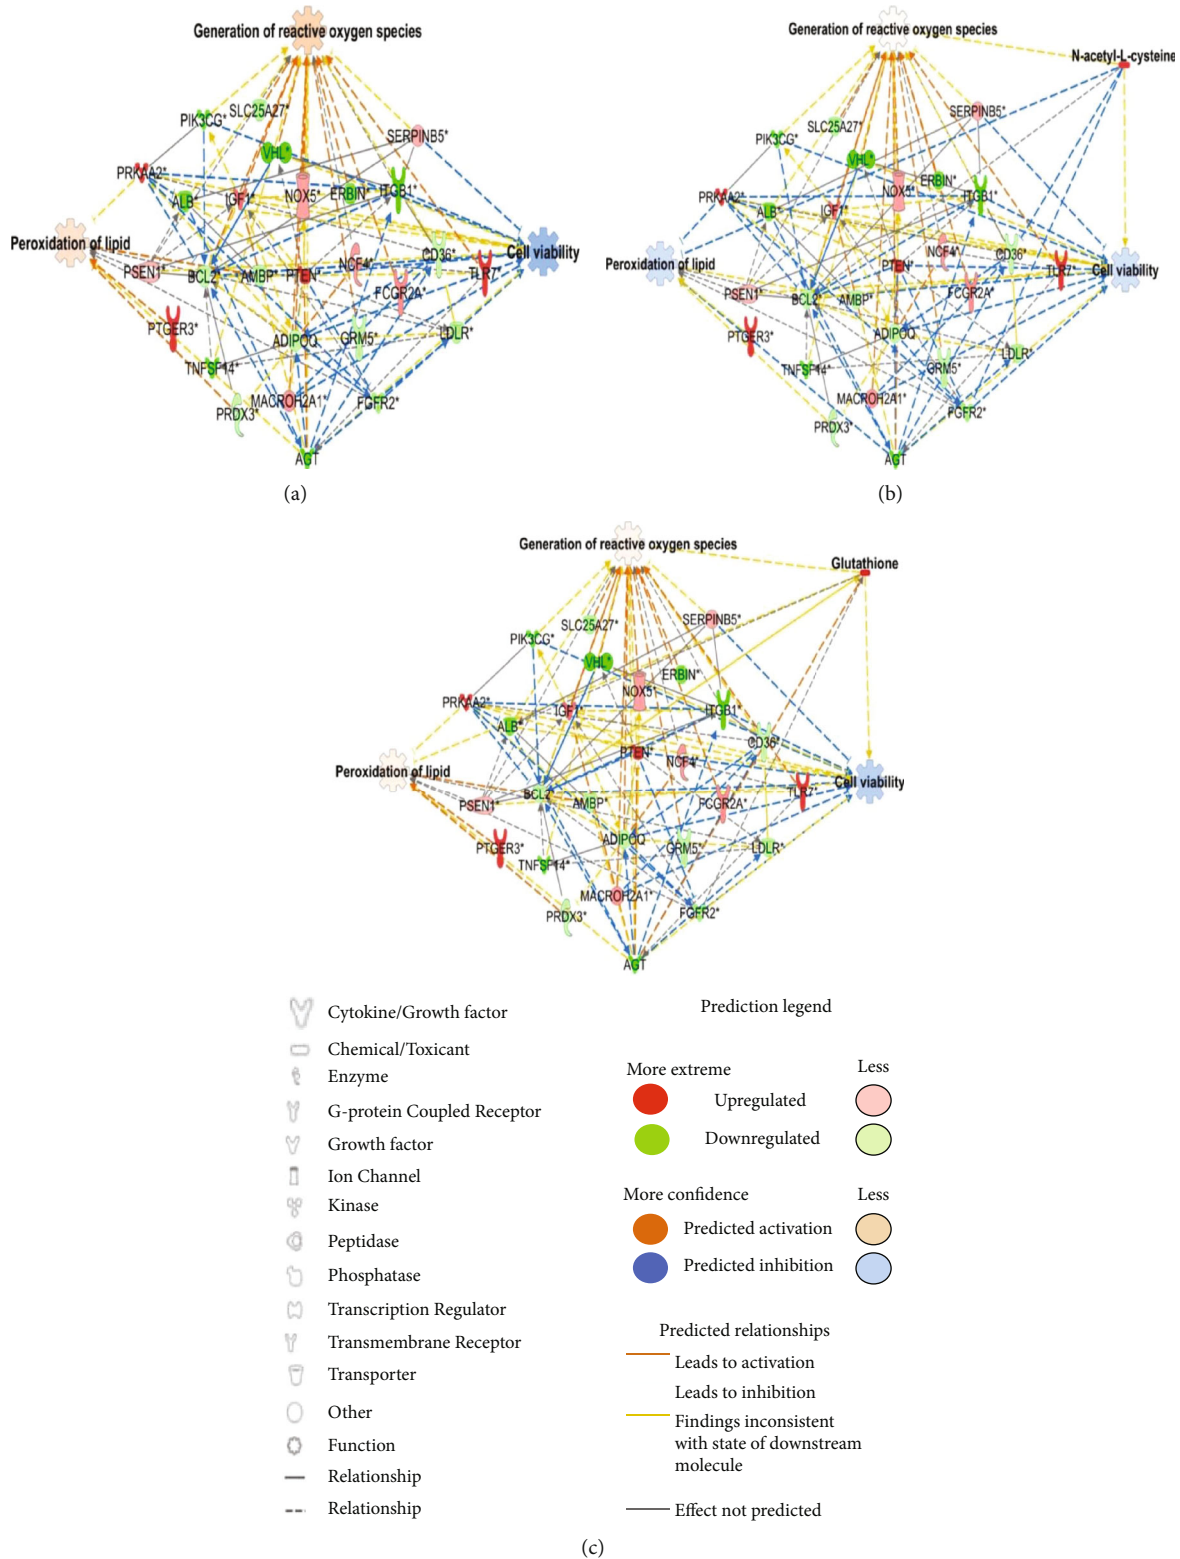 Generation of reactive oxygen species
SLC25A27*
PIK3CG*
SERPINB5*
VHL*
PRKAA2*
ALB*
IGF1*
NOX5*
ERBIN*
ITGB1*
Peroxidation of lipid
Cell viability
PSEN1*
BCL2*
AMBP*
PTEN*
NCF4*
CD36*
TLR7*
FCGR2A*
PTGER3*
ADIPOQ
GRM5*
LDLR*
TNFSF14*
MACROH2A1*
PRDX3*
FGFR2*
AGT
(a)
Generation of reactive oxygen species
N-acetyl-L-cysteine
SERPINB5*
SLC25A27*
PIK3CG*
VHL*
ERBIN*
PRKAA2*
NOX5*
ITGB1*
ALB*
IGF1*
NCF4*
CD36*
Peroxidation of lipid
PTEN*
TLR7*
Cell viability
PSEN1*
BCL2*
AMBP*
FCGR2A*
PTGER3*
ADIPOQ
LDLR*
TNFSF14*
GRM5*
MACROH2A1*
FGFR2*
PRDX3*
AGT
(b)
Generation of reactive oxygen species
Glutathione
SLC25A27*
SERPINB5*
PIK3CG*
VHL*
ERBIN*
NOX5*
PRKAA2*
IGF1*
ITGB1*
ALB*
CD36*
PTEN*
NCF4*
Peroxidation of lipid
Cell viability
BCL2*
TLR7*
PSEN1*
AMBP*
FCGR2A*
ADIPOQ
PTGER3*
GRM5*
LDLR*
TNFSF14*
MACROH2A1*
PRDX3*
FGFR2*
AGT
Cytokine/Growth factor
Chemical/Toxicant
Enzyme
G-protein Coupled Receptor
Growth factor
Ion Channel
Kinase
Peptidase
Phosphatase
Transcription Regulator
Transmembrane Receptor
Transporter
Other
Function
Relationship
Relationship
Prediction legend
More extreme
Less
Upregulated
Downregulated
More confidence
Less
Predicted activation
Predicted inhibition
Predicted relationships
Leads to activation
Leads to inhibition
Findings inconsistent
with state of downstream
molecule
Effect not predicted
(c)